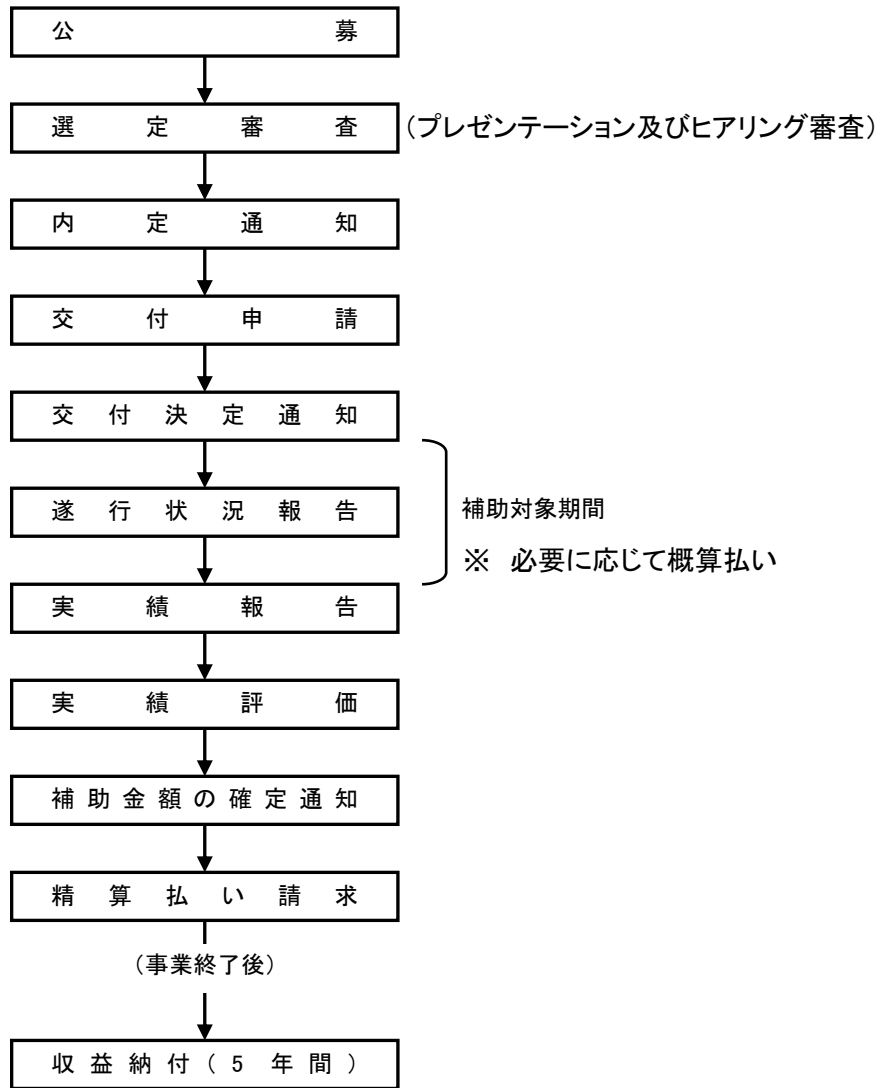 公募
選定審査
（プレゼンテーション及びヒアリング審査）
内定通知
交付申請
交付決定通知
遂行状況報告
補助対象期間
※ 必要に応じて概算払い
実績報告
実績評価
補助金額の確定通知
精算払い請求
（事業終了後）
収益納付（5 年間）